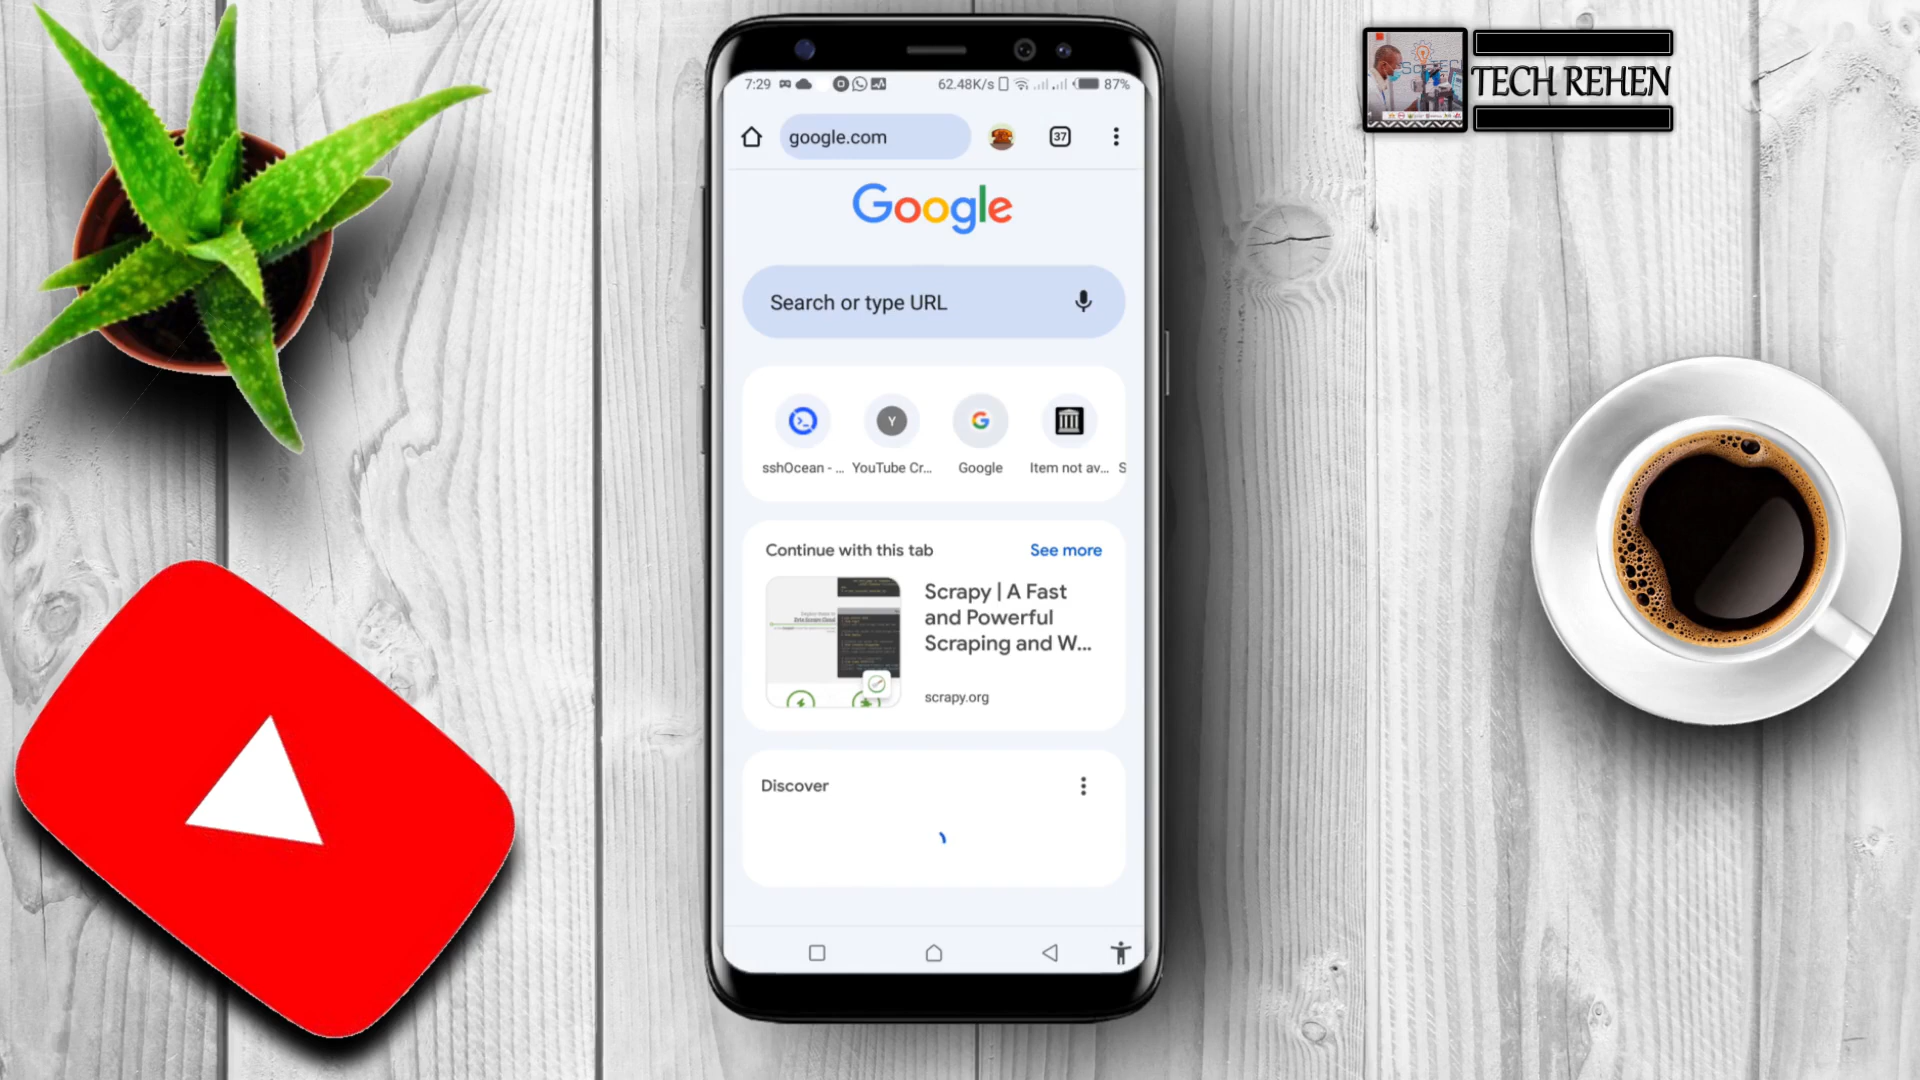 TECH REHEN
7:29
62.48K/s
87%
google.com
37
Google
Search or type URL
sshOcean - ...
YouTube Cr...
Google
Item not av...
S
Y
Continue with this tab
See more
Scrapy | A Fast
and Powerful
Scraping and W...
scrapy.org
Discover